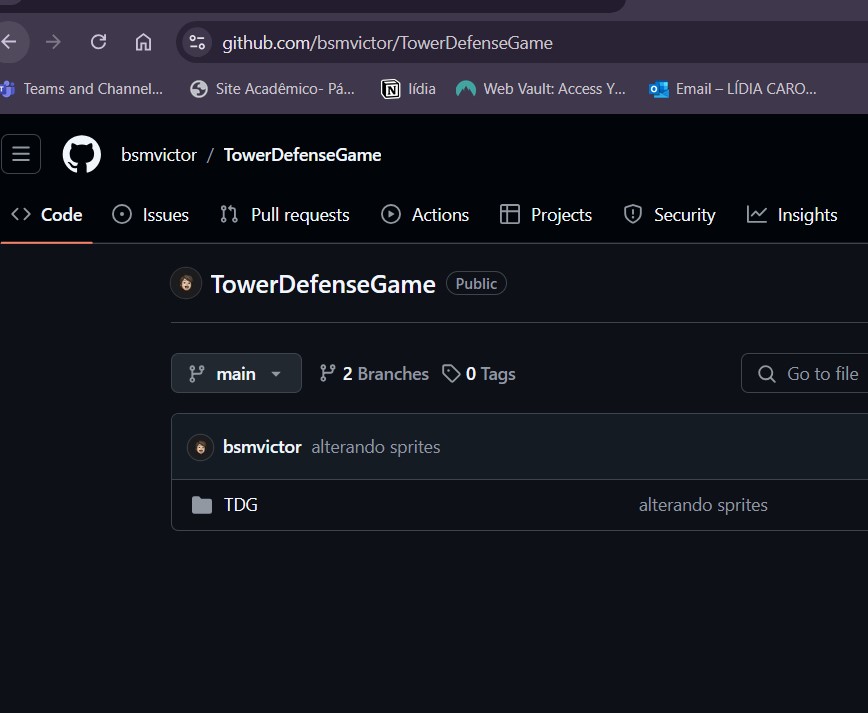 github.com/bsmvictor/TowerDefenseGame
Teams and Channel... Site Acadêmico- Pá... lídia Web Vault: Access Y... Email – LÍDIA CARO...
bsmvictor / TowerDefenseGame
Code Issues Pull requests Actions Projects Security Insights
TowerDefenseGame Public
main 2 Branches 0 Tags Go to file
bsmvictor alterando sprites
TDG alterando sprites